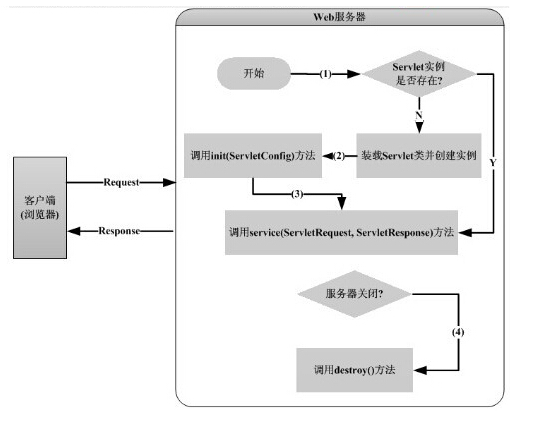 Web服务器
开始
(1)
Servlet实例
是否存在?
N
Y
调用init(ServletConfig)方法
(2)
装载Servlet类并创建实例
(3)
客户端
(浏览器)
Request
Response
调用service(ServletRequest, ServletResponse)方法
服务器关闭?
(4)
调用destroy()方法